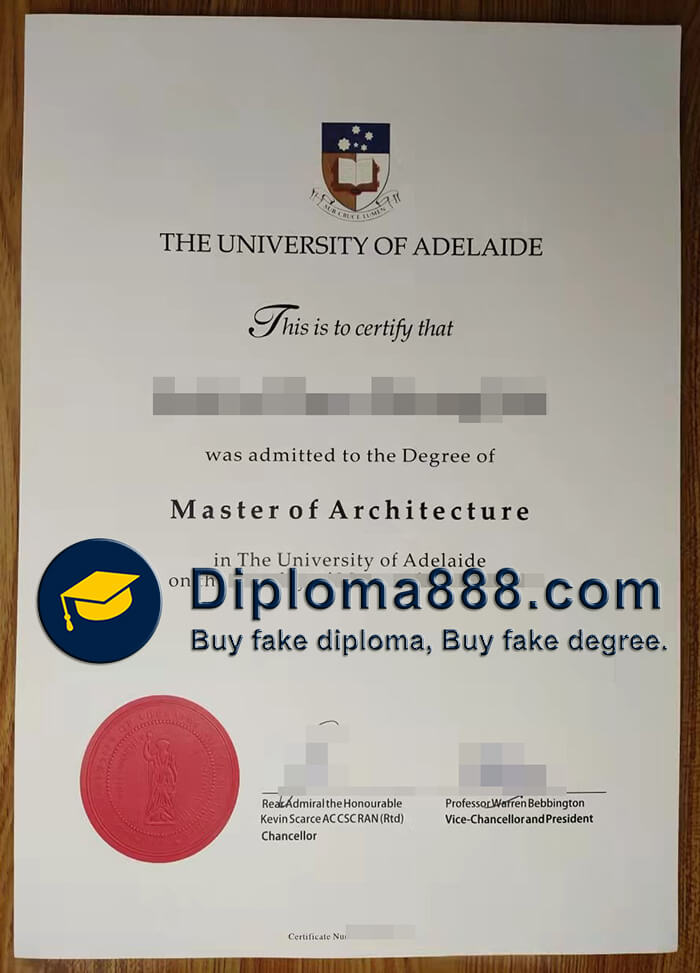 SUB CRUCE LUMEN
THE UNIVERSITY OF ADELAIDE
This is to certify that
was admitted to the Degree of
Master of Architecture
in The University of Adelaide
on
Diploma888.com
Buy fake diploma, Buy fake degree.
Rear Admiral the Honourable
Kevin Scarce AC CSC RAN (Rtd)
Chancellor
Professor Warren Bebbington
Vice-Chancellor and President
Certificate